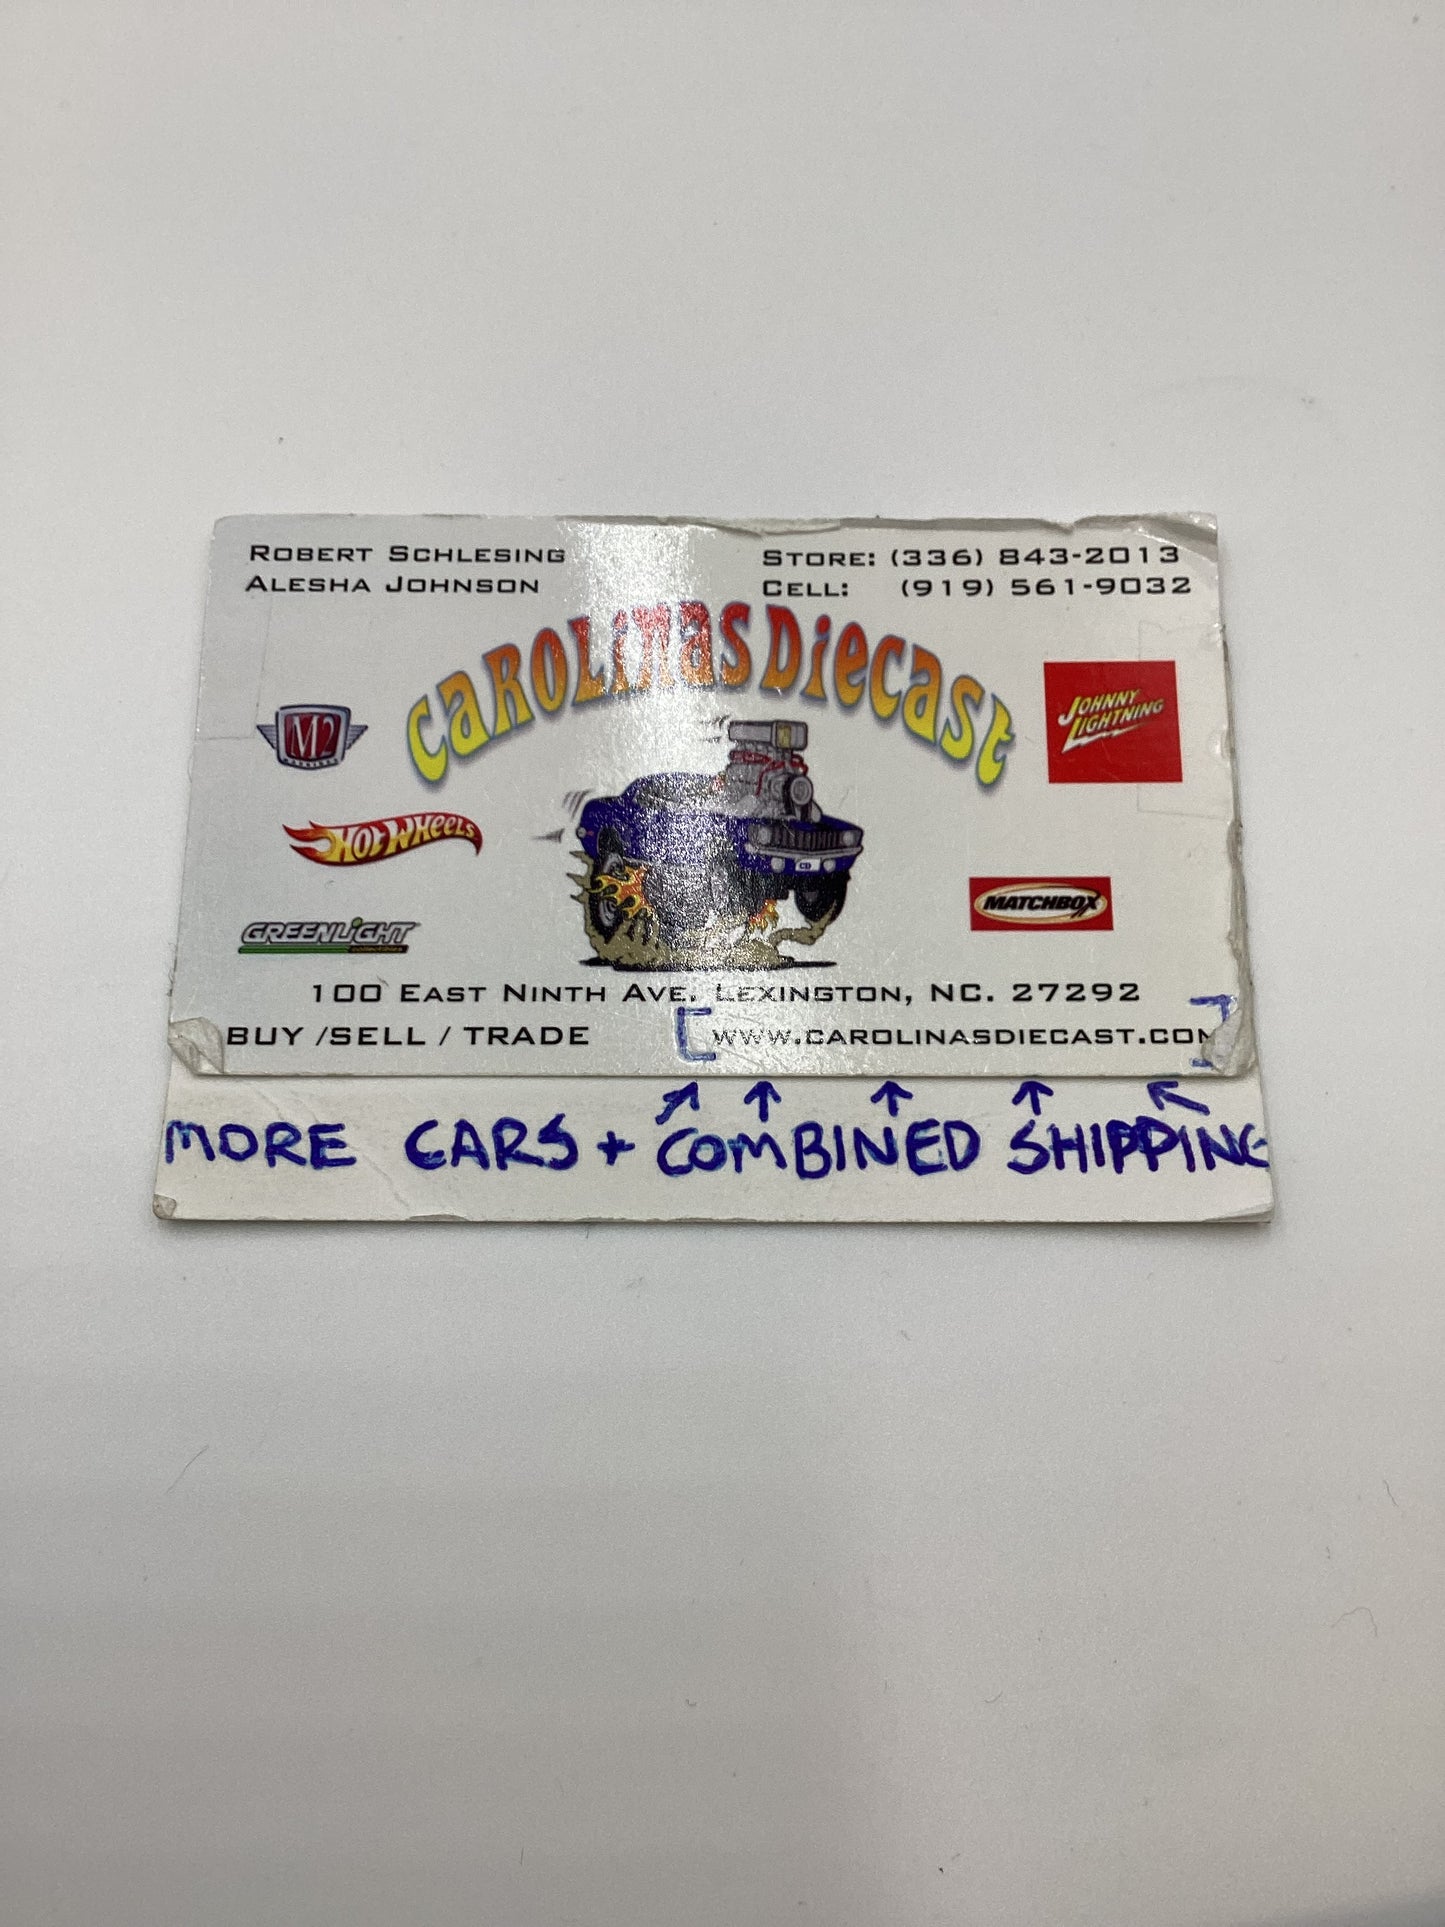 ROBERT SCHLESING
ALESHA JOHNSON
STORE: (336) 843-2013
CELL: (919) 561-9032
CAROLINAS DIECAST
M2
JOHNNY
LIGHTNING
HOT WHEELS
MATCHBOX
GREENLIGHT
collectibles
CD
100 EAST NINTH AVE. LEXINGTON, NC. 27292
BUY /SELL / TRADE
[ WWW.CAROLINASDIECAST.COM ]
MORE CARS + COMBINED SHIPPING